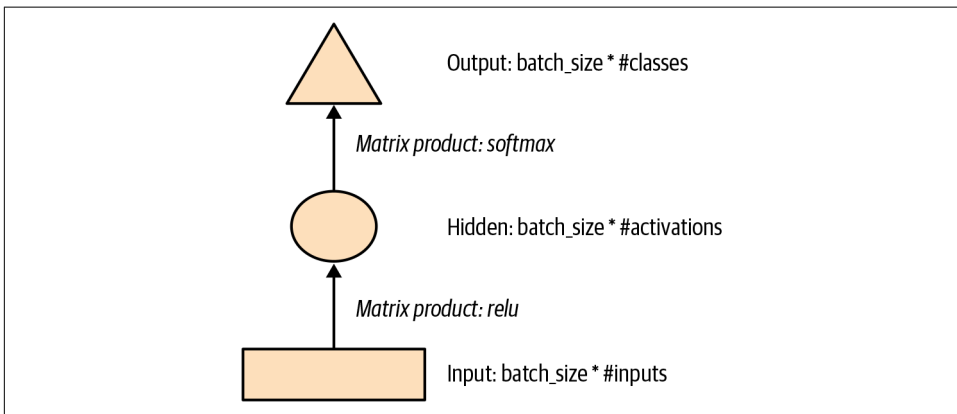 Output: batch_size * #classes
Matrix product: softmax
Hidden: batch_size * #activations
Matrix product: relu
Input: batch_size * #inputs